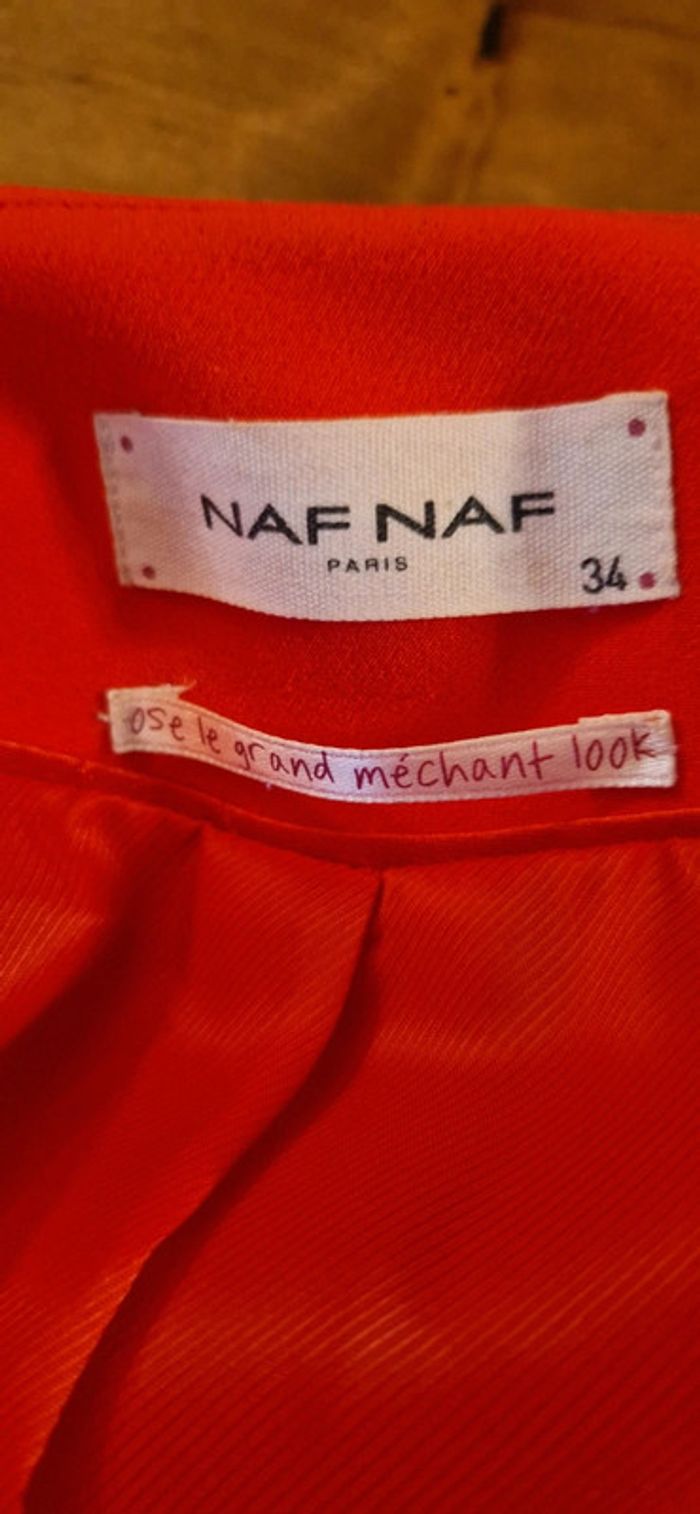 NAF NAF
PARIS
34
ose le grand méchant look